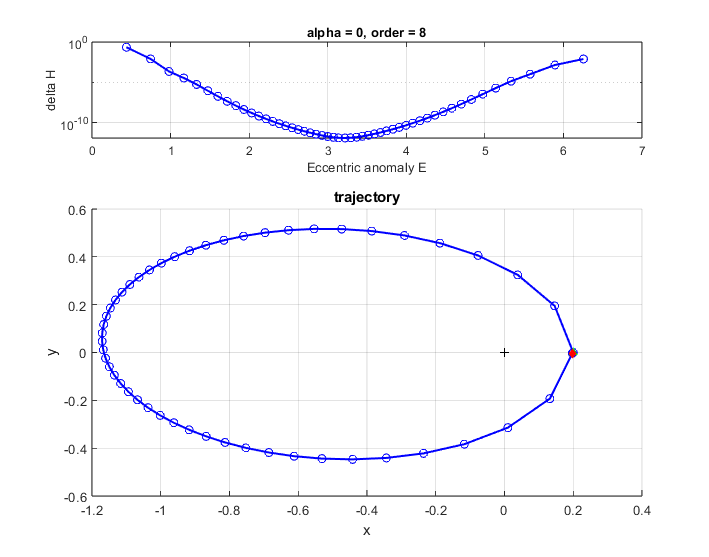 alpha = 0, order = 8
10^0
10^-10
delta H
0 1 2 3 4 5 6 7
Eccentric anomaly E
trajectory
0.6
0.4
0.2
0
-0.2
-0.4
-0.6
y
-1.2 -1 -0.8 -0.6 -0.4 -0.2 0 0.2 0.4
x